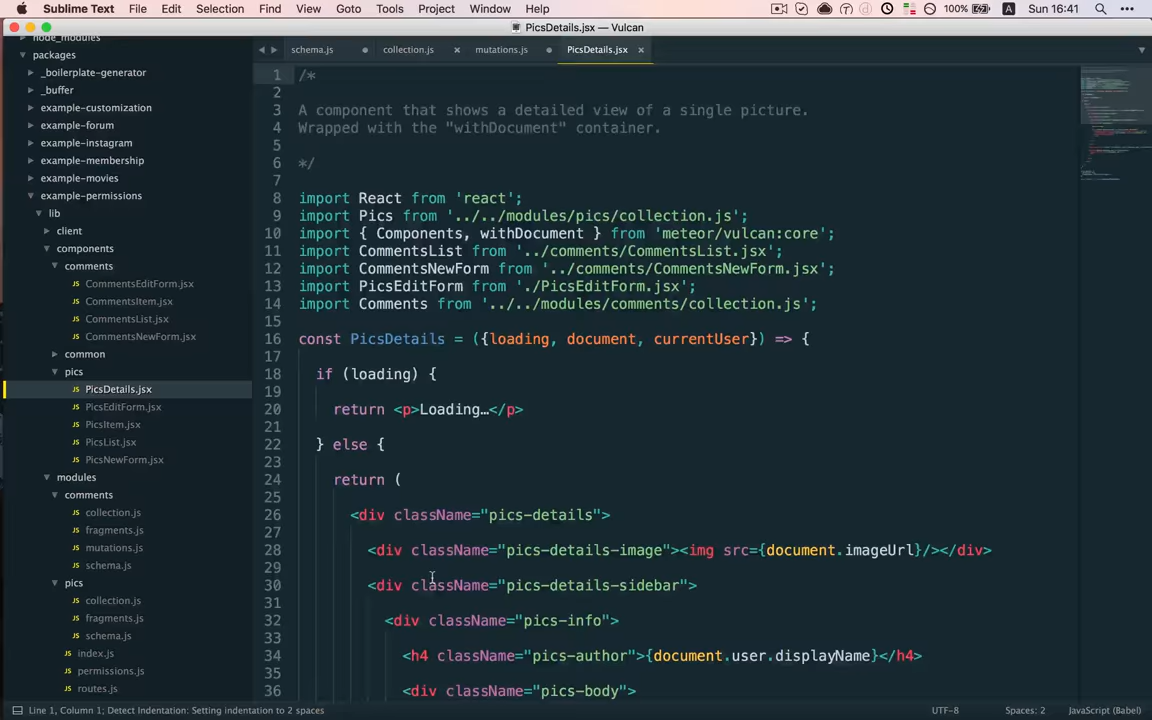 Sublime Text File Edit Selection Find View Goto Tools Project Window Help 100% Sun 16:41
PicsDetails.jsx — Vulcan
node_modules
packages
_boilerplate-generator
_buffer
example-customization
example-forum
example-instagram
example-membership
example-movies
example-permissions
lib
client
components
comments
CommentsEditForm.jsx
CommentsItem.jsx
CommentsList.jsx
CommentsNewForm.jsx
common
pics
PicsDetails.jsx
PicsEditForm.jsx
PicsItem.jsx
PicsList.jsx
PicsNewForm.jsx
modules
comments
collection.js
fragments.js
mutations.js
schema.js
pics
collection.js
fragments.js
schema.js
index.js
permissions.js
routes.js
schema.js collection.js mutations.js PicsDetails.jsx
1 /*
2
3 A component that shows a detailed view of a single picture.
4 Wrapped with the "withDocument" container.
5
6 */
7
8 import React from 'react';
9 import Pics from '../../modules/pics/collection.js';
10 import { Components, withDocument } from 'meteor/vulcan:core';
11 import CommentsList from '../comments/CommentsList.jsx';
12 import CommentsNewForm from '../comments/CommentsNewForm.jsx';
13 import PicsEditForm from './PicsEditForm.jsx';
14 import Comments from '../../modules/comments/collection.js';
15
16 const PicsDetails = ({loading, document, currentUser}) => {
17
18 if (loading) {
19
20 return <p>Loading…</p>
21
22 } else {
23
24 return (
25
26 <div className="pics-details">
27
28 <div className="pics-details-image"><img src={document.imageUrl}/></div>
29
30 <div className="pics-details-sidebar">
31
32 <div className="pics-info">
33
34 <h4 className="pics-author">{document.user.displayName}</h4>
35
36 <div className="pics-body">
Line 1, Column 1; Detect Indentation: Setting indentation to 2 spaces UTF-8 Spaces: 2 JavaScript (Babel)